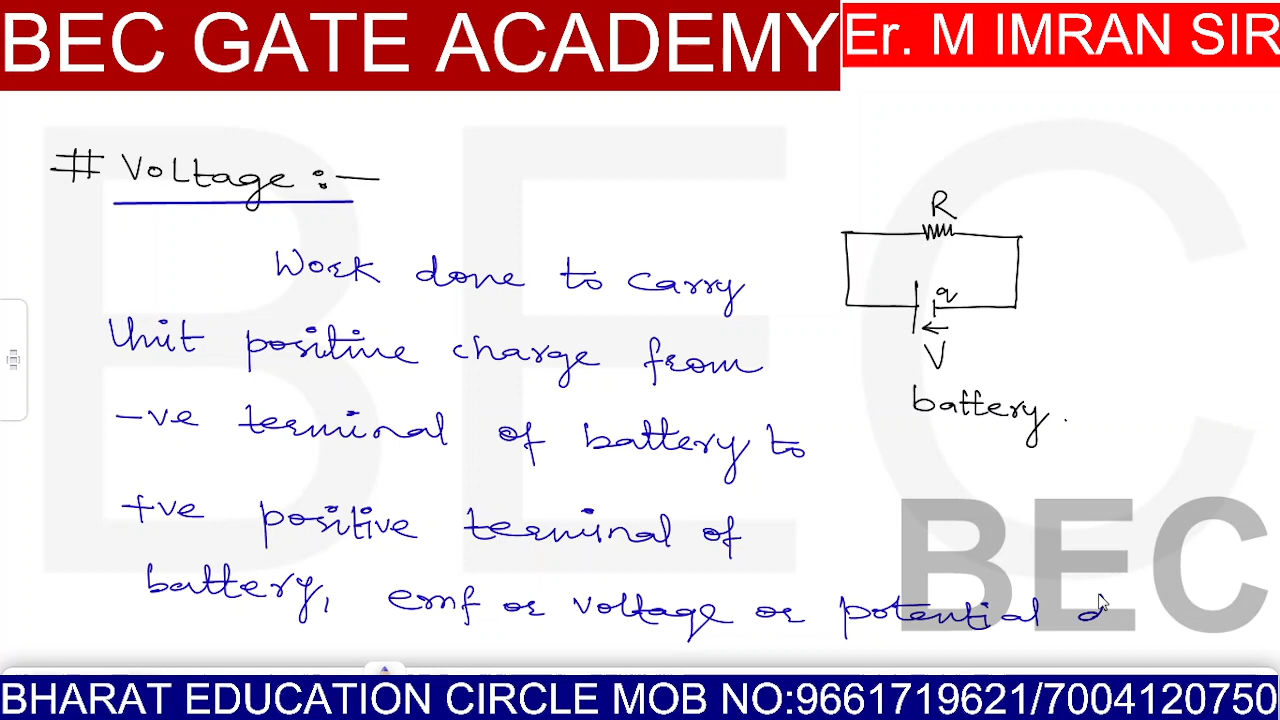 BEC GATE ACADEMY
Er. M IMRAN SIR
# Voltage :—
Work done to carry
Unit positive charge from
-ve terminal of battery to
+ve positive terminal of
battery, emf or voltage or potential d
R
q
V
battery.
BEC
BEC
BHARAT EDUCATION CIRCLE MOB NO:9661719621/7004120750